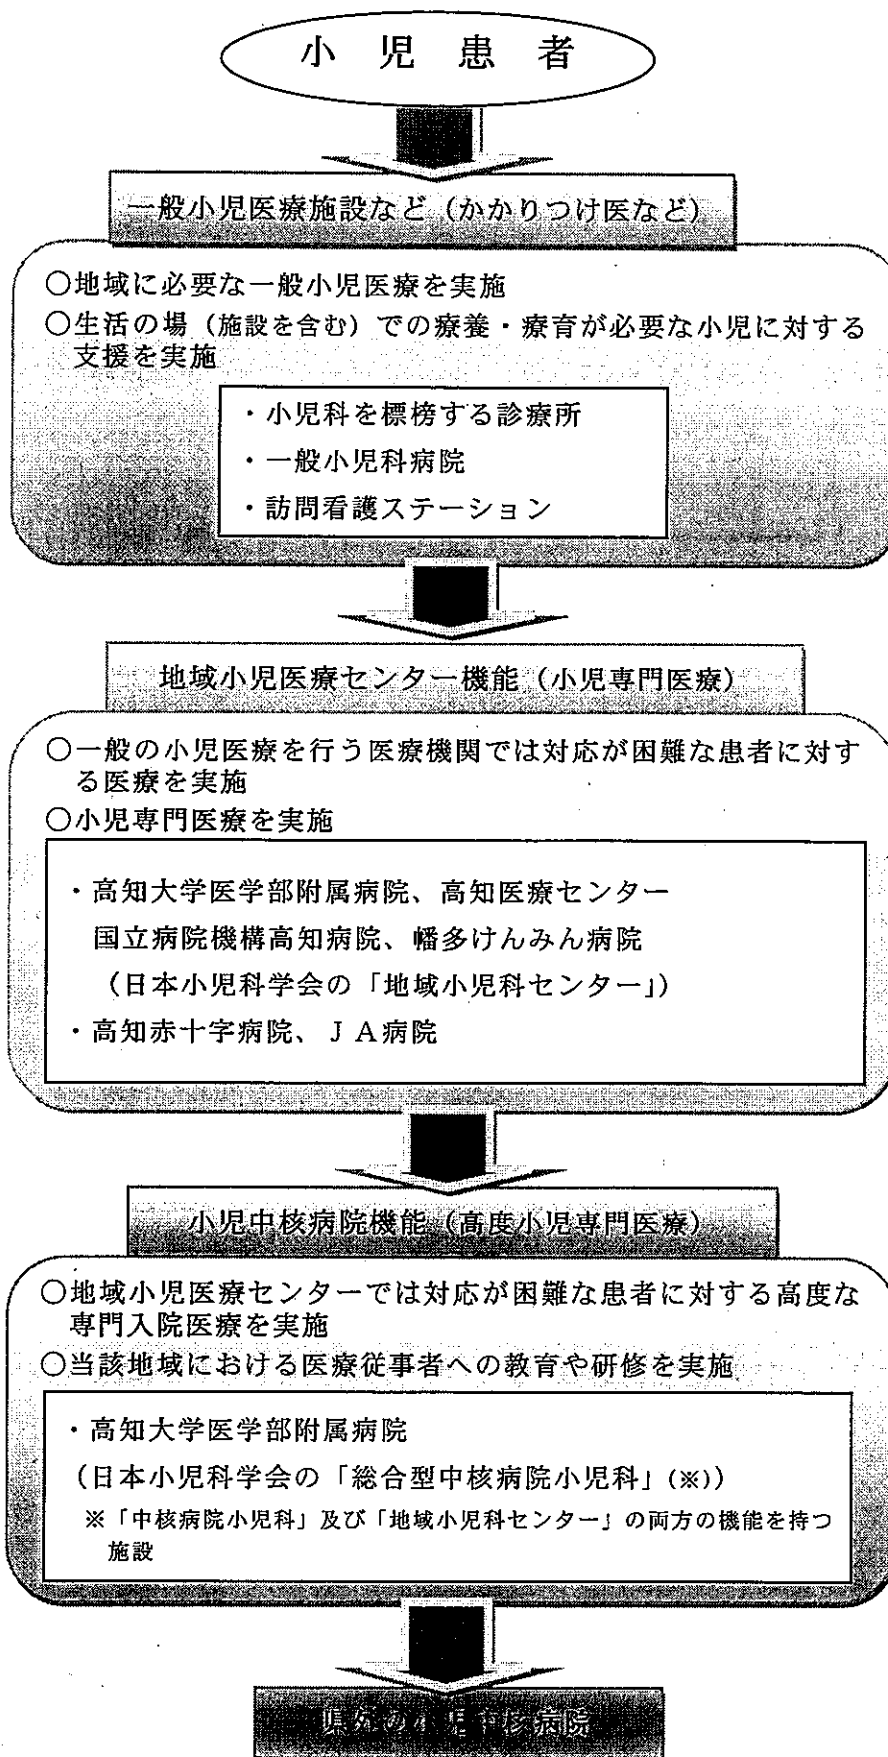 小児患者
一般小児医療施設など（かかりつけ医など）
○地域に必要な一般小児医療を実施
○生活の場（施設を含む）での療養・療育が必要な小児に対する
支援を実施
・小児科を標榜する診療所
・一般小児科病院
・訪問看護ステーション
地域小児医療センター機能（小児専門医療）
○一般の小児医療を行う医療機関では対応が困難な患者に対す
る医療を実施
○小児専門医療を実施
・高知大学医学部附属病院、高知医療センター
国立病院機構高知病院、幡多けんみん病院
（日本小児科学会の「地域小児科センター」）
・高知赤十字病院、ＪＡ病院
小児中核病院機能（高度小児専門医療）
○地域小児医療センターでは対応が困難な患者に対する高度な
専門入院医療を実施
○当該地域における医療従事者への教育や研修を実施
・高知大学医学部附属病院
（日本小児科学会の「総合型中核病院小児科」(※)）
※「中核病院小児科」及び「地域小児科センター」の両方の機能を持つ
施設
県外の小児中核病院